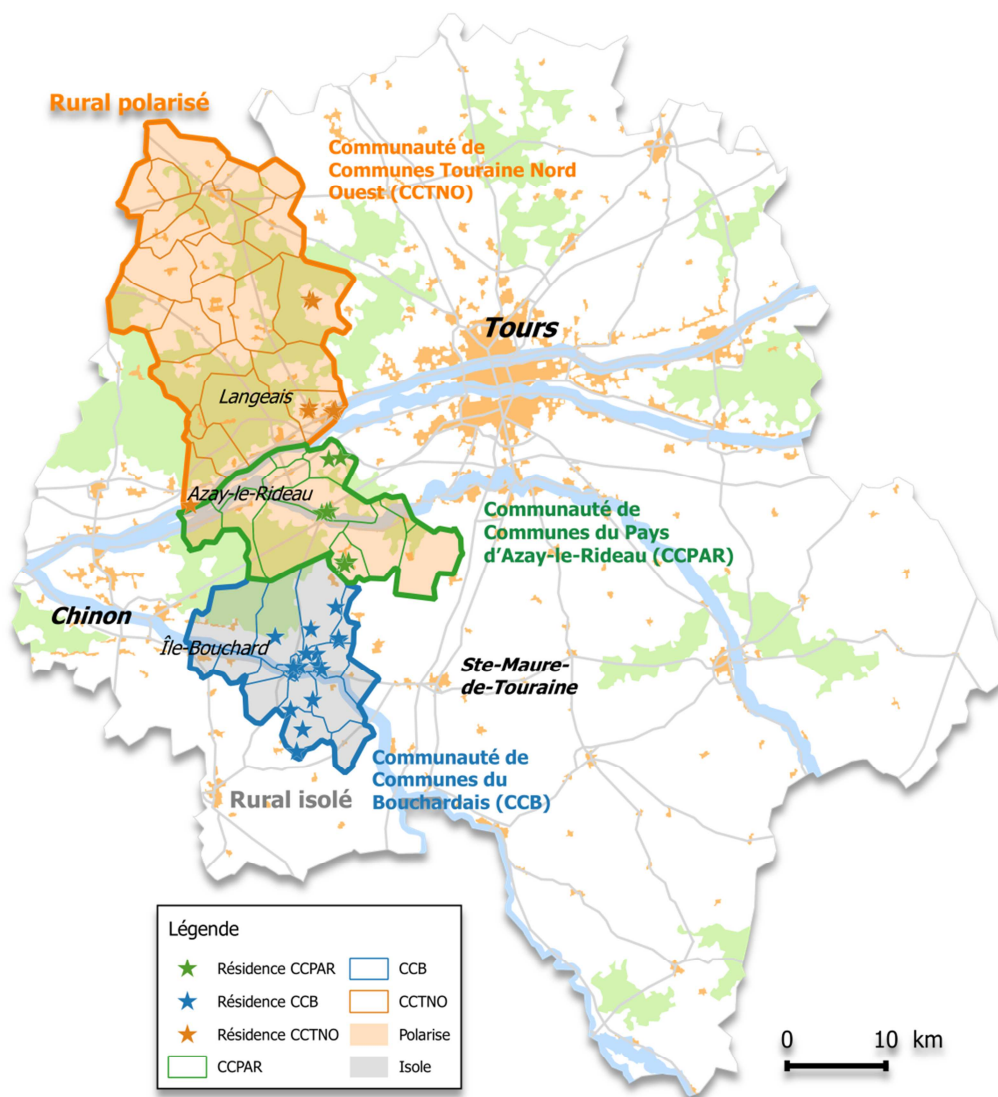 Rural polarisé
Communauté de
Communes Touraine Nord
Ouest (CCTNO)
Tours
Langeais
Azay-le-Rideau
Communauté de
Communes du Pays
d'Azay-le-Rideau (CCPAR)
Chinon
Île-Bouchard
Ste-Maure-
de-Touraine
Communauté de
Communes du
Bouchardais (CCB)
Rural isolé
Légende
Résidence CCPAR
CCB
Résidence CCB
CCTNO
Résidence CCTNO
Polarise
CCPAR
Isole
0 10 km